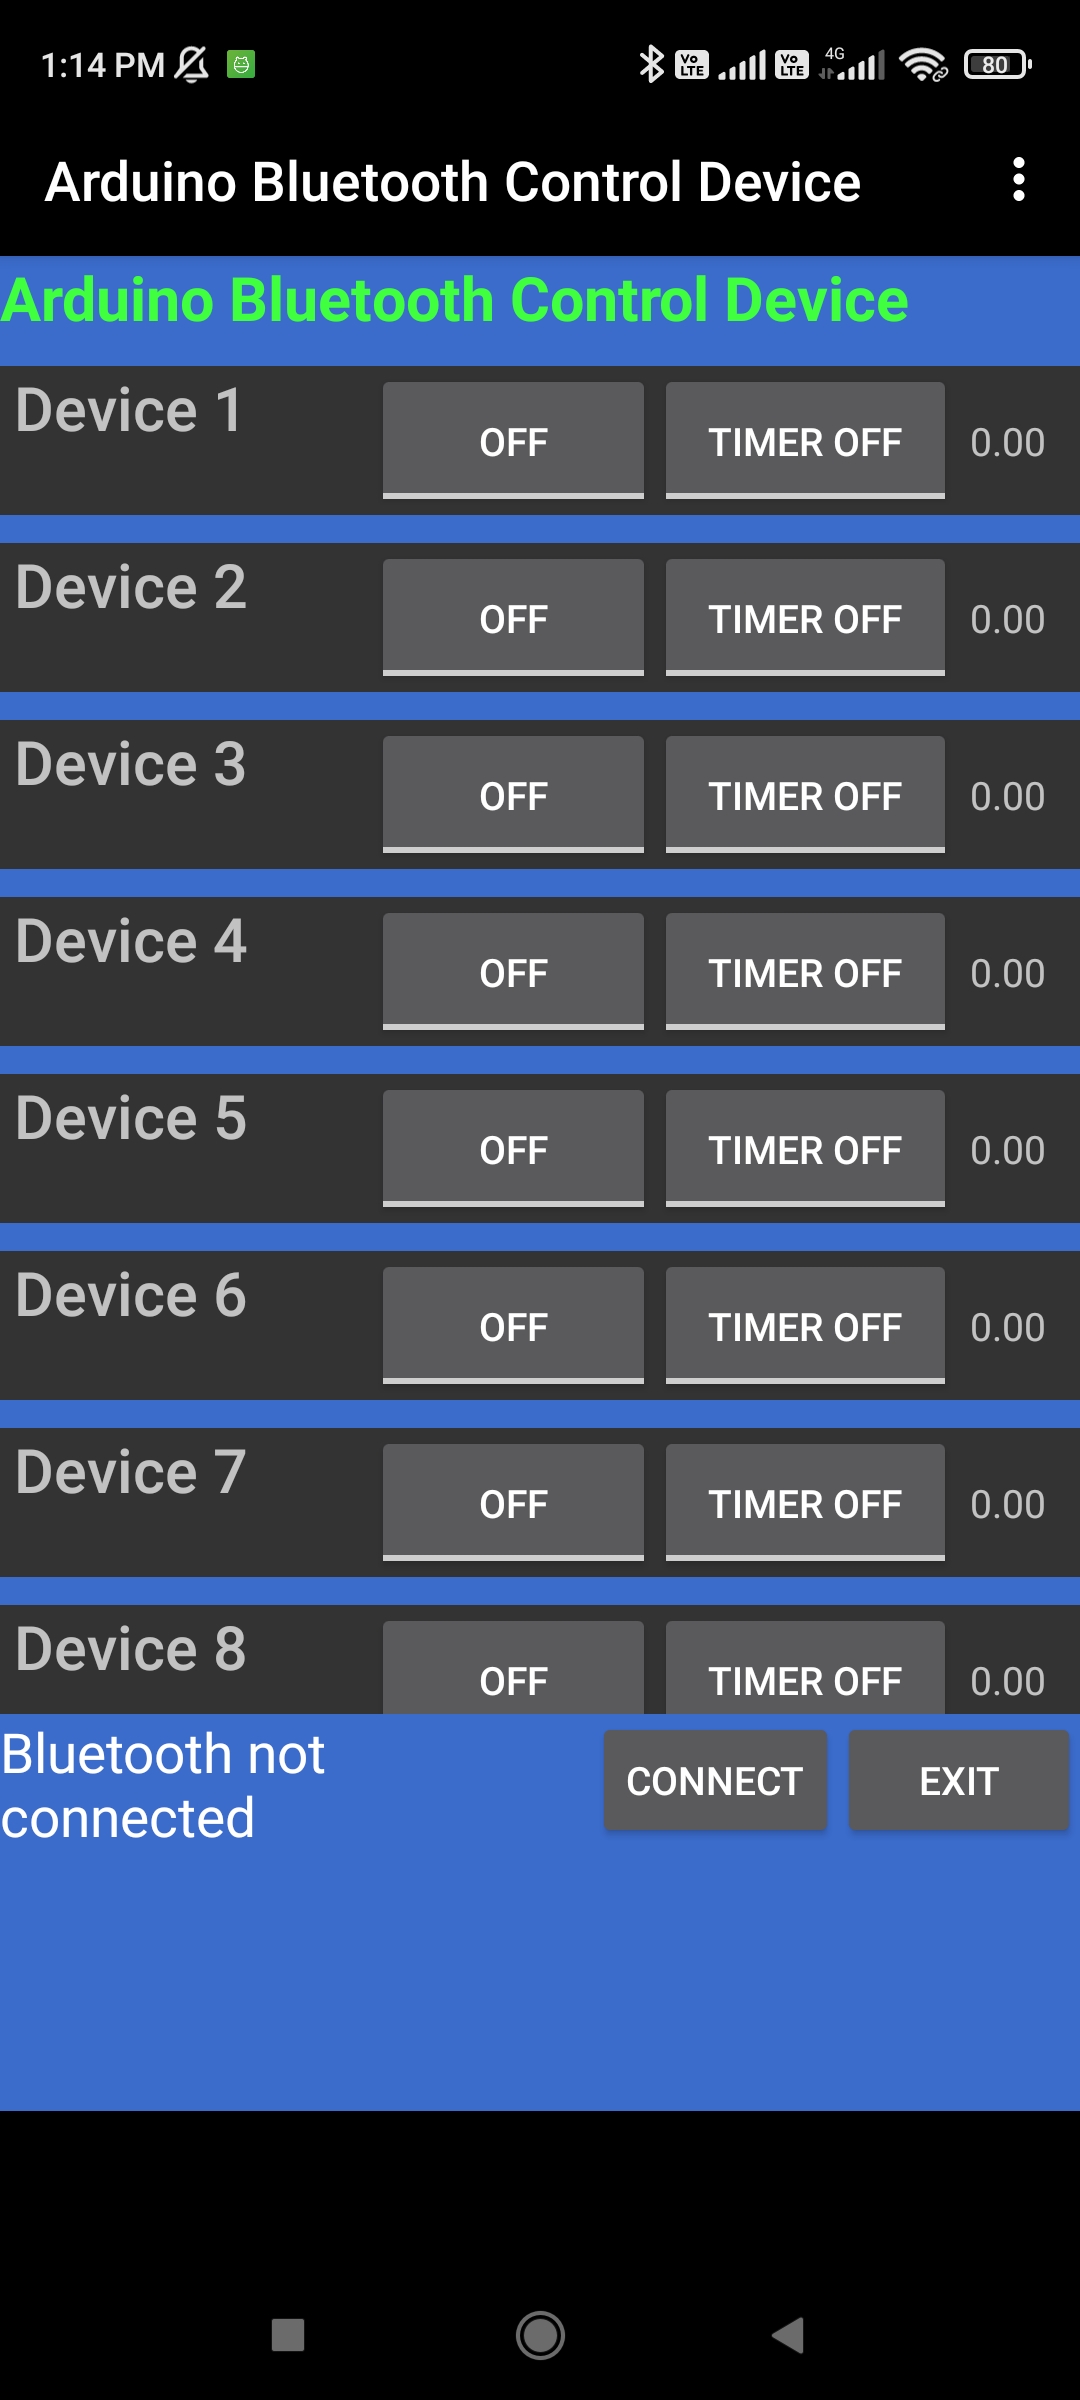 1:14 PM
Vo LTE Vo LTE 4G 80
Arduino Bluetooth Control Device
Arduino Bluetooth Control Device
Device 1 OFF TIMER OFF 0.00
Device 2 OFF TIMER OFF 0.00
Device 3 OFF TIMER OFF 0.00
Device 4 OFF TIMER OFF 0.00
Device 5 OFF TIMER OFF 0.00
Device 6 OFF TIMER OFF 0.00
Device 7 OFF TIMER OFF 0.00
Device 8 OFF TIMER OFF 0.00
Bluetooth not
connected
CONNECT EXIT